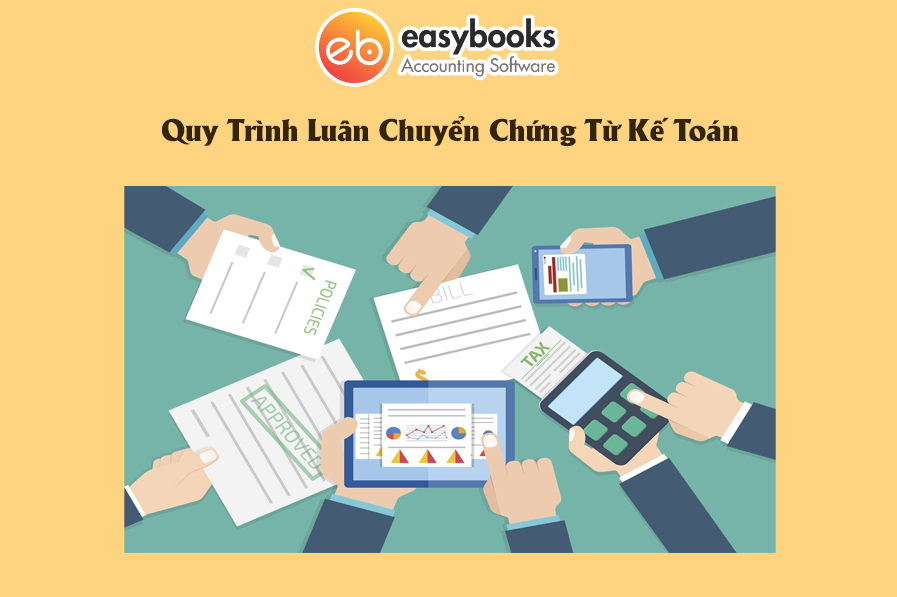 eb
easybooks
Accounting Software
Quy Trình Luân Chuyển Chứng Từ Kế Toán
POLICIES
BILL
TAX
APPROVED
$